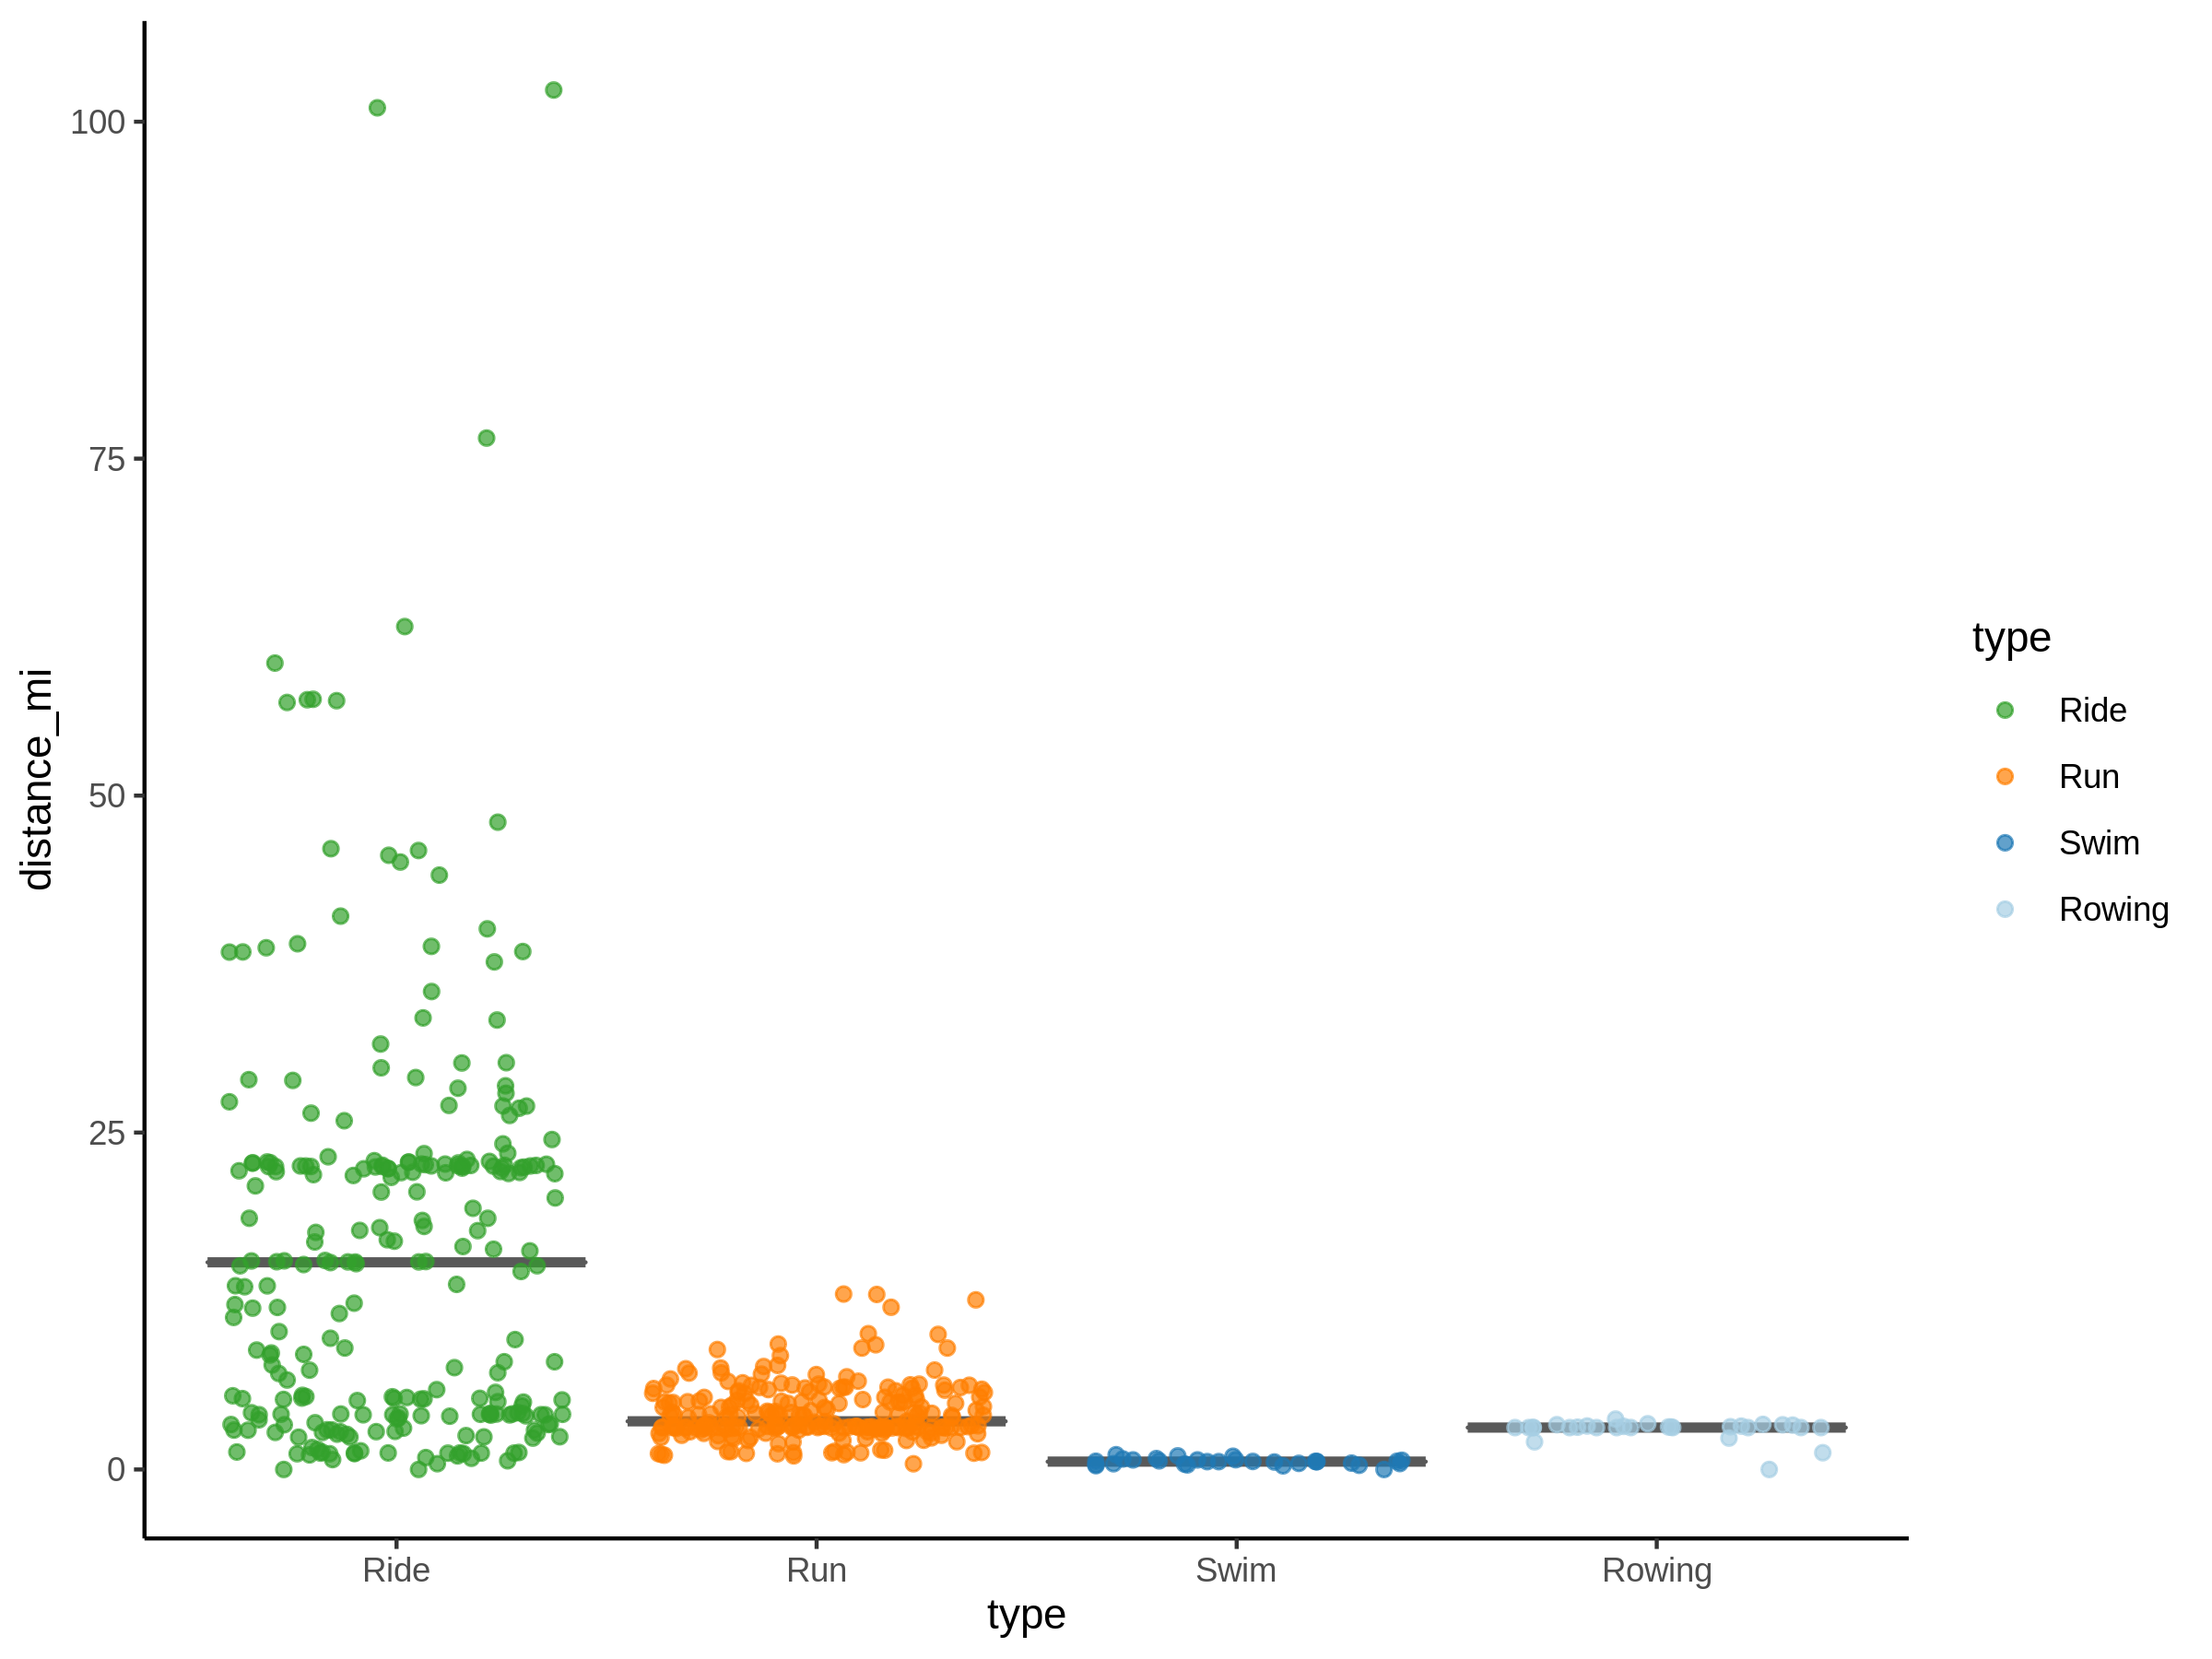 distance_mi
100
75
50
25
0
Ride
Run
Swim
Rowing
type
type
Ride
Run
Swim
Rowing